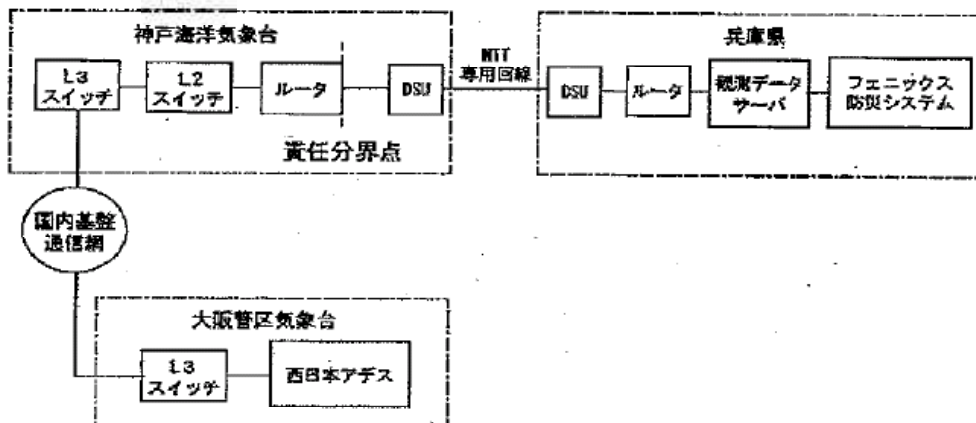 神戸海洋気象台
L3
スイッチ
L2
スイッチ
ルータ
DSU
責任分界点
NTT
専用回線
兵庫県
DSU
ルータ
観測データ
サーバ
フェニックス
防災システム
国内基盤
通信網
大阪管区気象台
L3
スイッチ
西日本アデス